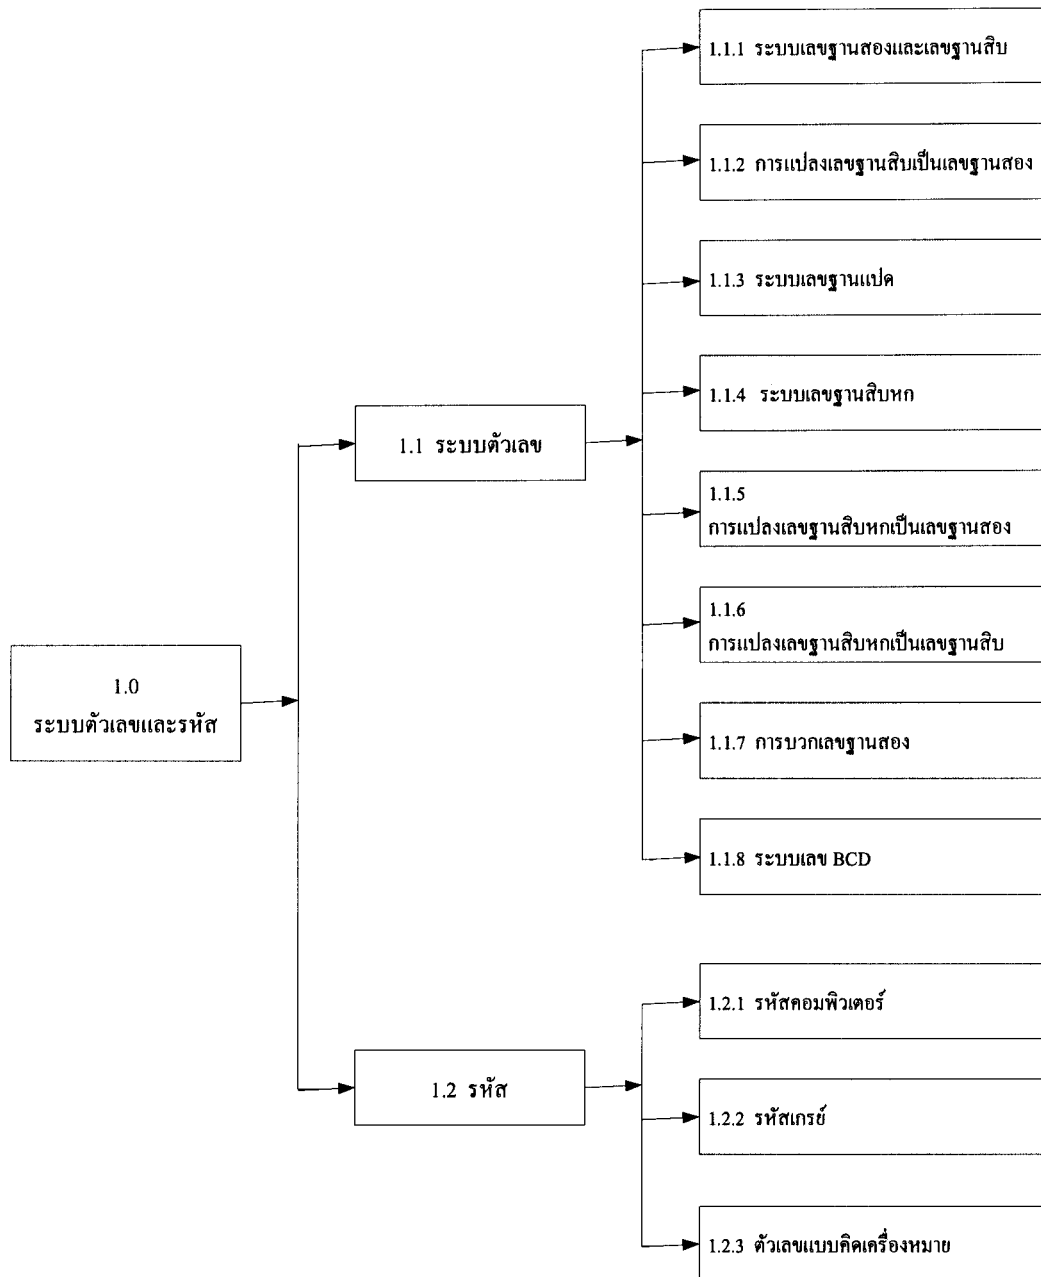 1.0
ระบบตัวเลขและรหัส
1.1 ระบบตัวเลข
1.1.1 ระบบเลขฐานสองและเลขฐานสิบ
1.1.2 การแปลงเลขฐานสิบเป็นเลขฐานสอง
1.1.3 ระบบเลขฐานแปด
1.1.4 ระบบเลขฐานสิบหก
1.1.5
การแปลงเลขฐานสิบหกเป็นเลขฐานสอง
1.1.6
การแปลงเลขฐานสิบหกเป็นเลขฐานสิบ
1.1.7 การบวกเลขฐานสอง
1.1.8 ระบบเลข BCD
1.2 รหัส
1.2.1 รหัสคอมพิวเตอร์
1.2.2 รหัสเกรย์
1.2.3 ตัวเลขแบบคิดเครื่องหมาย